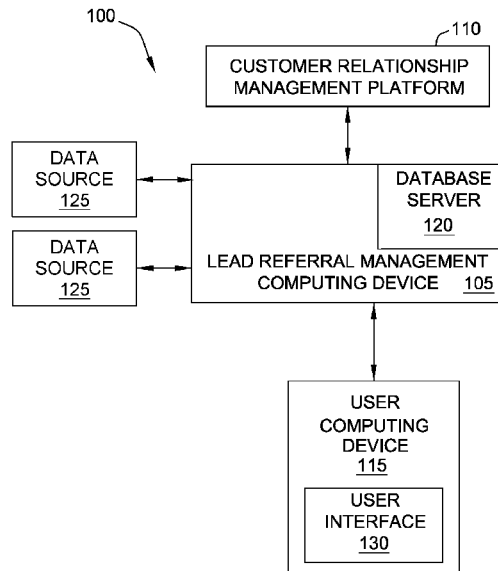 100
110
CUSTOMER RELATIONSHIP
MANAGEMENT PLATFORM
DATA
SOURCE
125
DATA
SOURCE
125
DATABASE
SERVER
120
LEAD REFERRAL MANAGEMENT
COMPUTING DEVICE 105
USER
COMPUTING
DEVICE
115
USER
INTERFACE
130